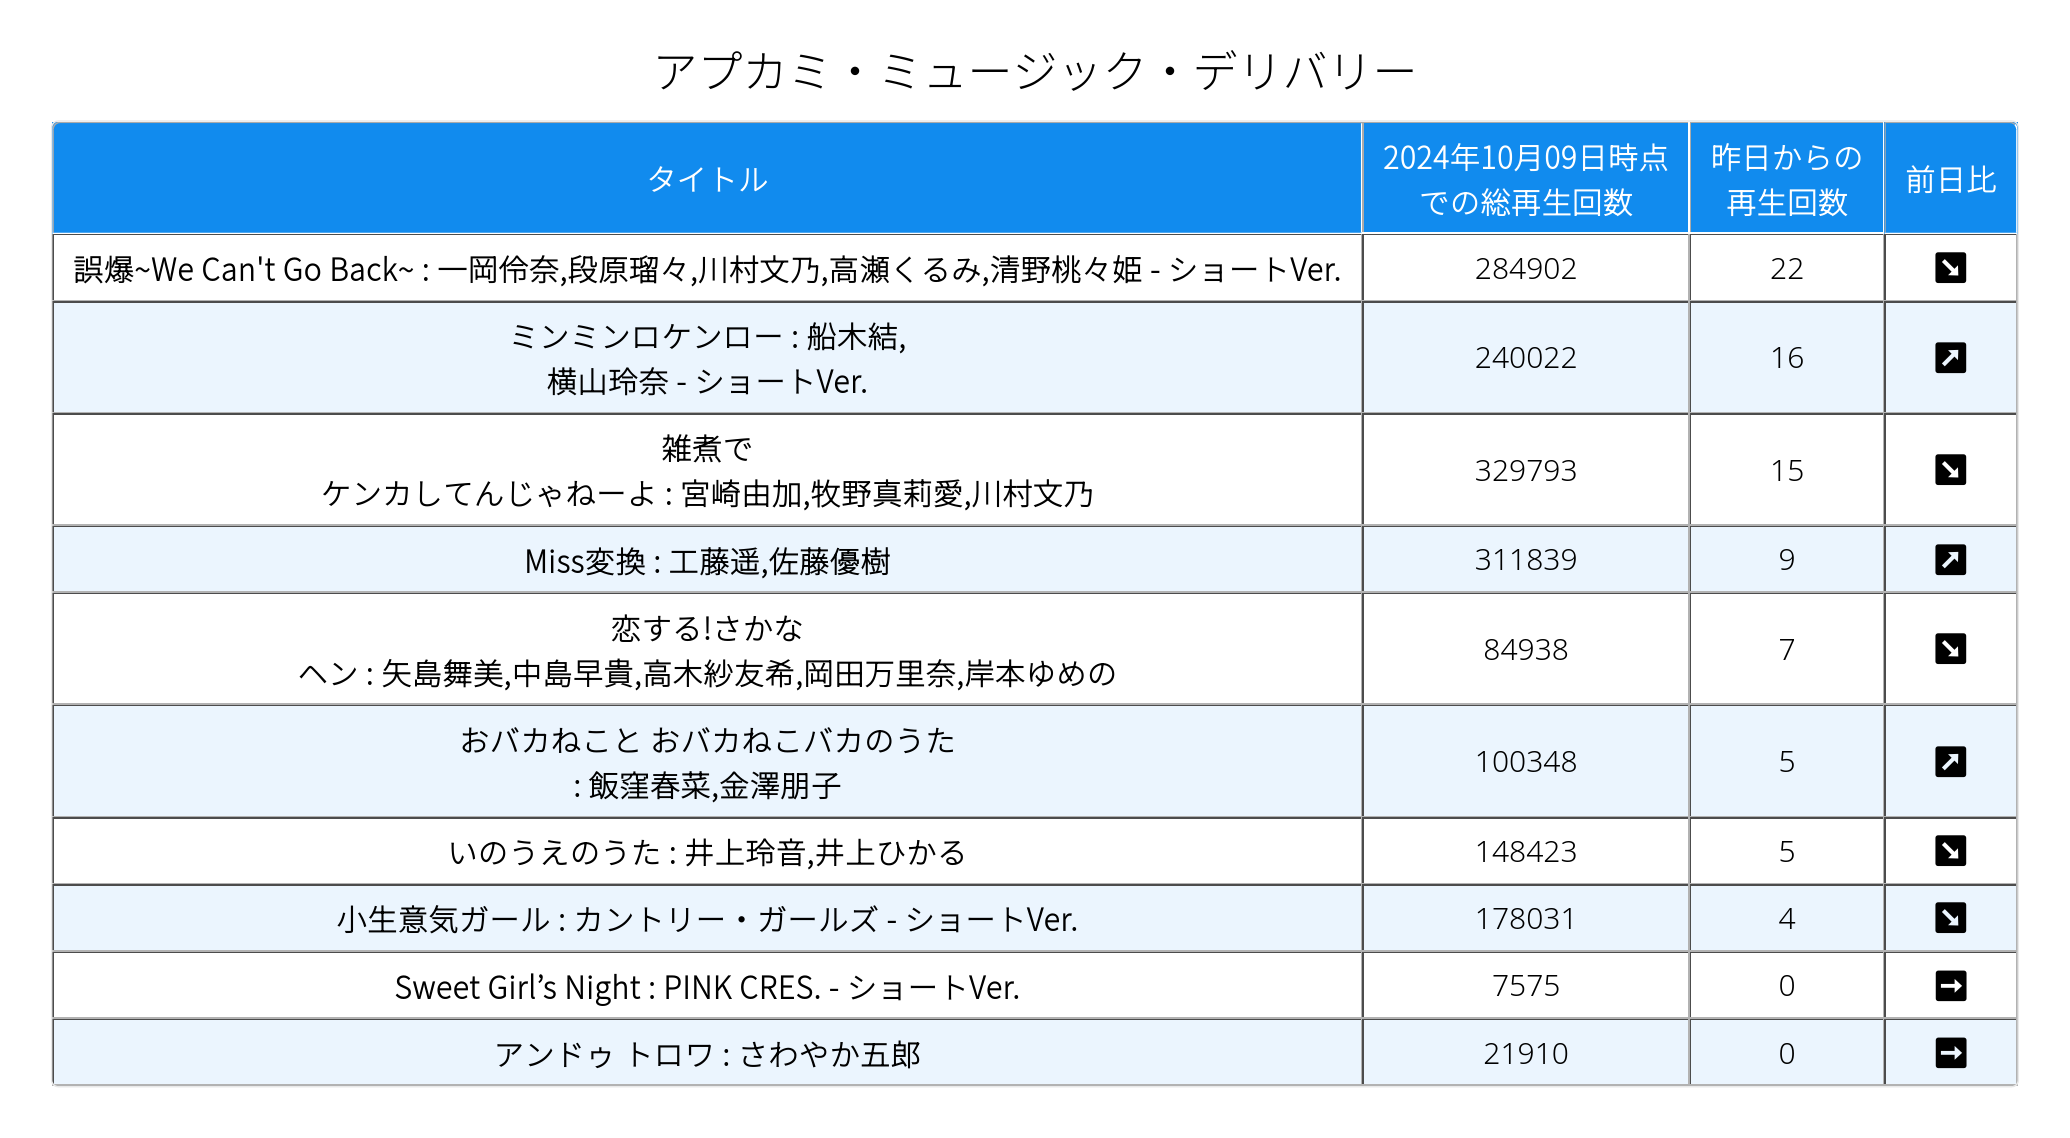 アプカミ・ミュージック・デリバリー
タイトル
2024年10月09日時点
での総再生回数
昨日からの
再生回数
前日比
誤爆~We Can't Go Back~ : 一岡伶奈,段原瑠々,川村文乃,高瀬くるみ,清野桃々姫 - ショートVer.
284902
22
ミンミンロケンロー : 船木結,
横山玲奈 - ショートVer.
240022
16
雑煮で
ケンカしてんじゃねーよ : 宮崎由加,牧野真莉愛,川村文乃
329793
15
Miss変換 : 工藤遥,佐藤優樹
311839
9
恋する!さかな
ヘン : 矢島舞美,中島早貴,高木紗友希,岡田万里奈,岸本ゆめの
84938
7
おバカねこと おバカねこバカのうた
: 飯窪春菜,金澤朋子
100348
5
いのうえのうた : 井上玲音,井上ひかる
148423
5
小生意気ガール : カントリー・ガールズ - ショートVer.
178031
4
Sweet Girl’s Night : PINK CRES. - ショートVer.
7575
0
アンドゥ トロワ : さわやか五郎
21910
0